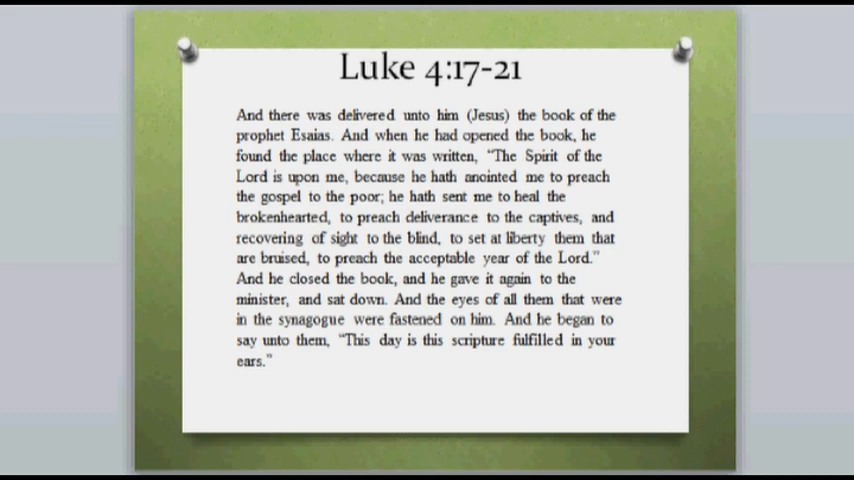 Luke 4:17-21
And there was delivered unto him (Jesus) the book of the
prophet Esaias. And when he had opened the book, he
found the place where it was written, “The Spirit of the
Lord is upon me, because he hath anointed me to preach
the gospel to the poor; he hath sent me to heal the
brokenhearted, to preach deliverance to the captives, and
recovering of sight to the blind, to set at liberty them that
are bruised, to preach the acceptable year of the Lord.”
And he closed the book, and he gave it again to the
minister, and sat down. And the eyes of all them that were
in the synagogue were fastened on him. And he began to
say unto them, “This day is this scripture fulfilled in your
ears.”